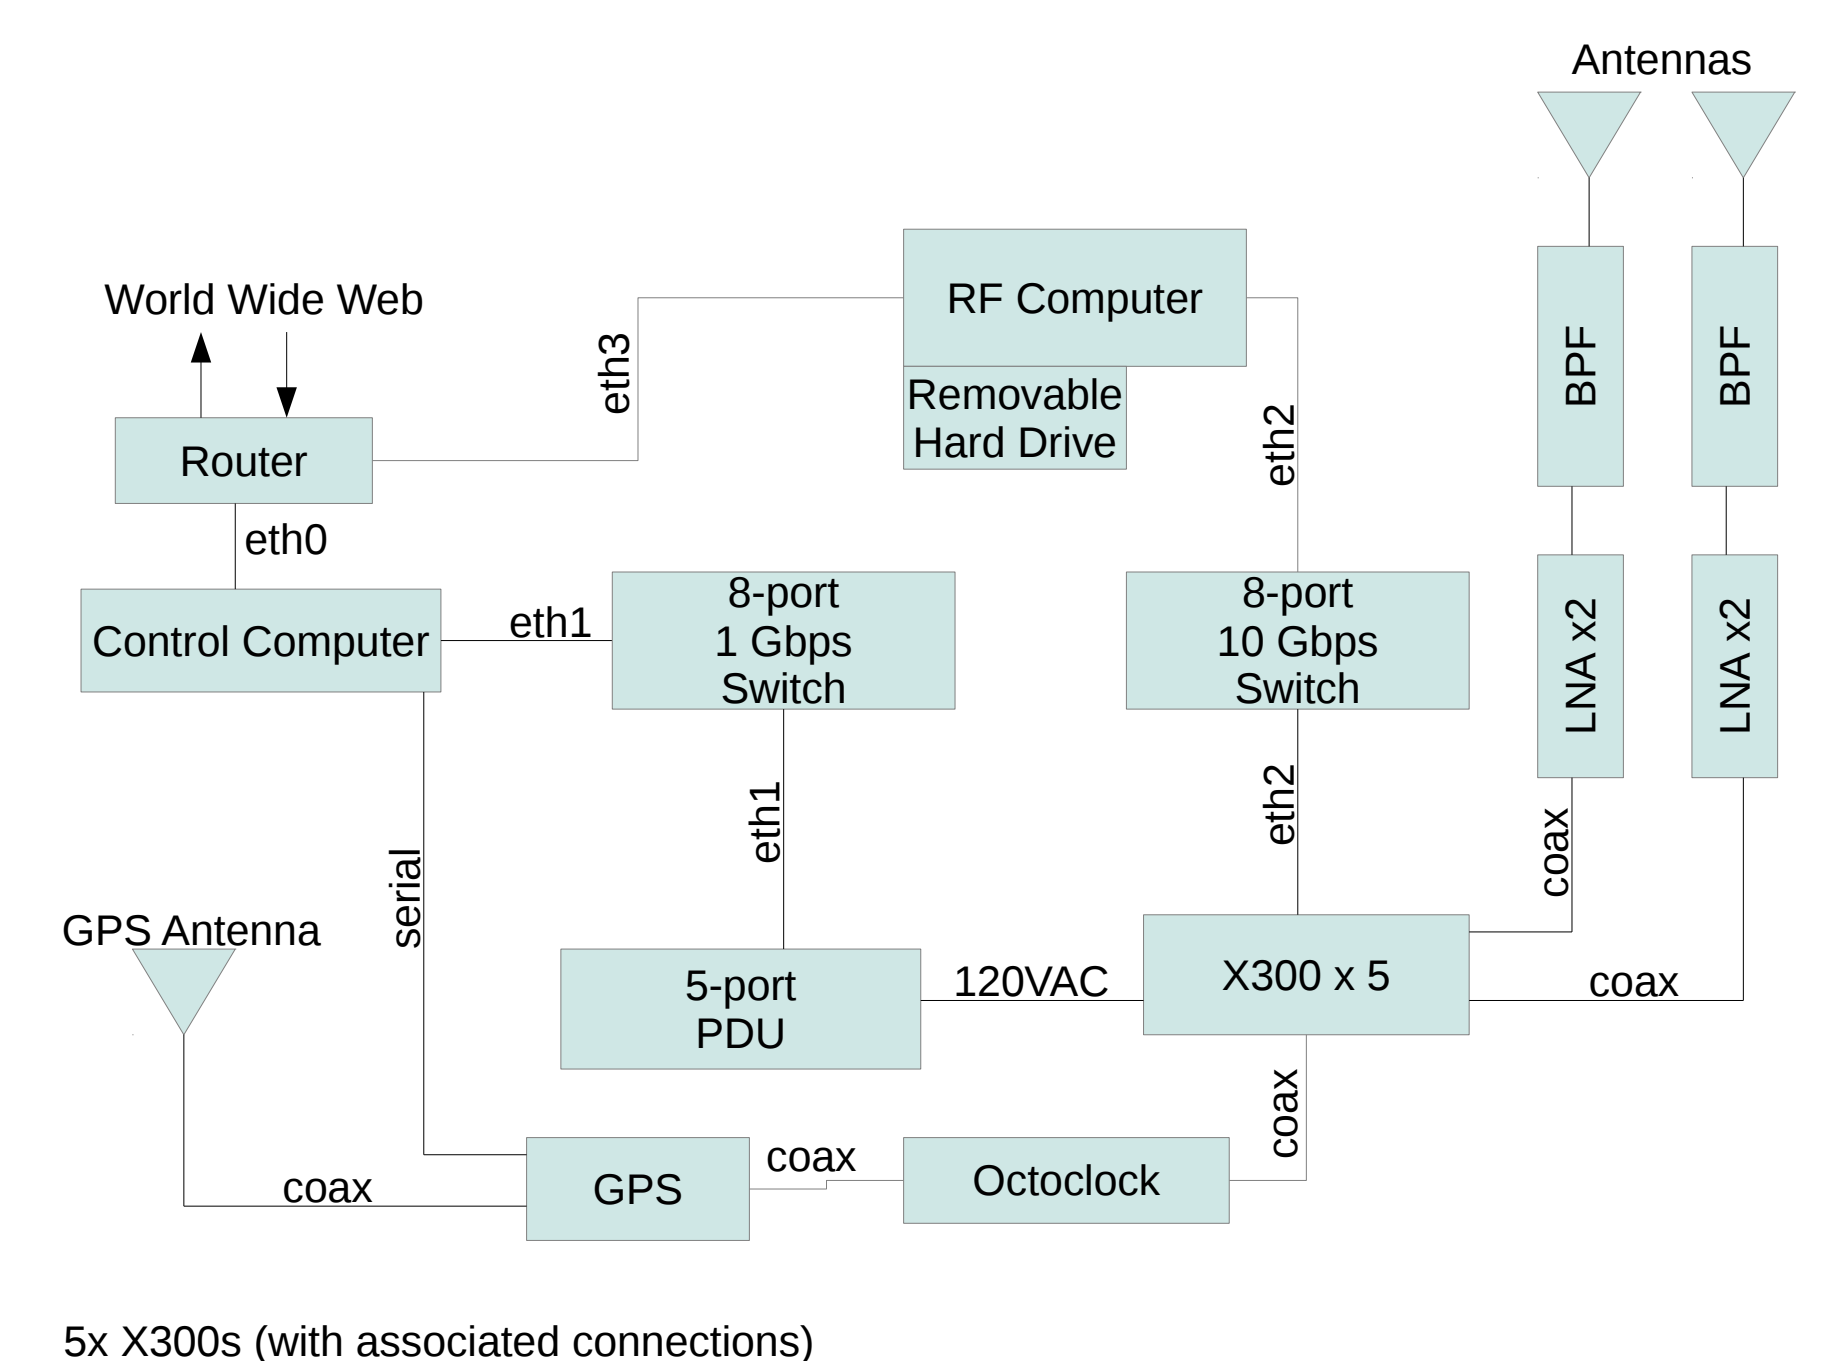 Antennas
World Wide Web
RF Computer
Removable
Hard Drive
eth3
eth2
BPF
BPF
Router
eth0
Control Computer
eth1
8-port
1 Gbps
Switch
8-port
10 Gbps
Switch
LNA x2
LNA x2
serial
eth1
eth2
coax
GPS Antenna
5-port
PDU
120VAC
X300 x 5
coax
coax
coax
GPS
coax
Octoclock
5x X300s (with associated connections)